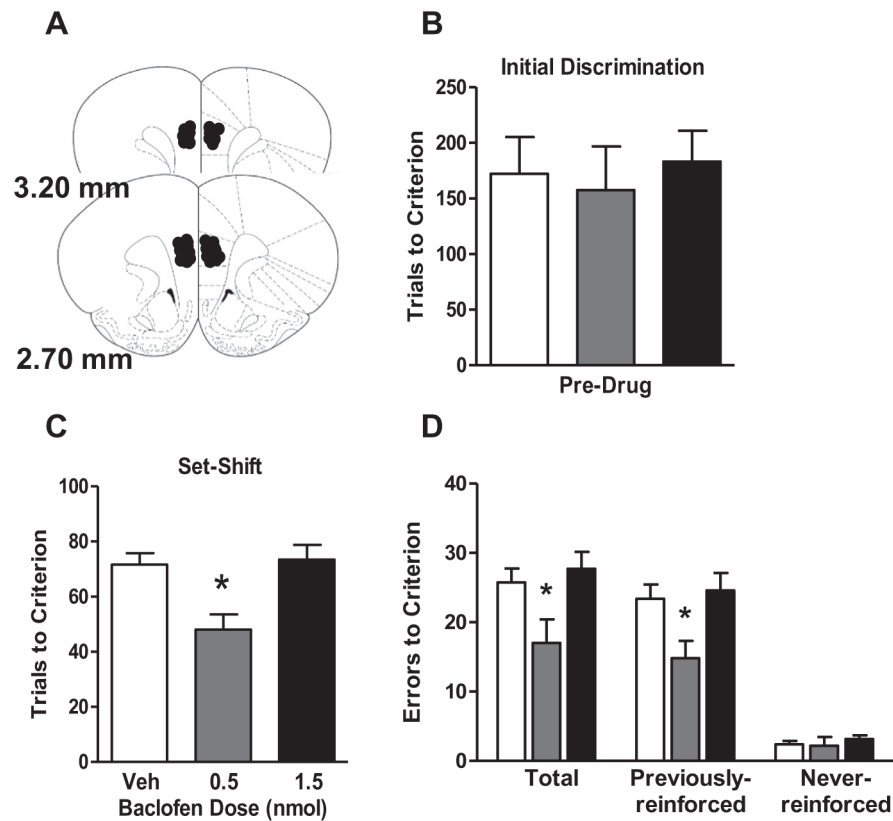 A
3.20 mm
2.70 mm
B
Initial Discrimination
Trials to Criterion
250
200
150
100
50
0
Pre-Drug
C
Set-Shift
Trials to Criterion
100
80
60
40
20
0
*
Veh 0.5 1.5
Baclofen Dose (nmol)
D
Errors to Criterion
40
30
20
10
0
*
*
Total Previously- Never-
reinforced reinforced